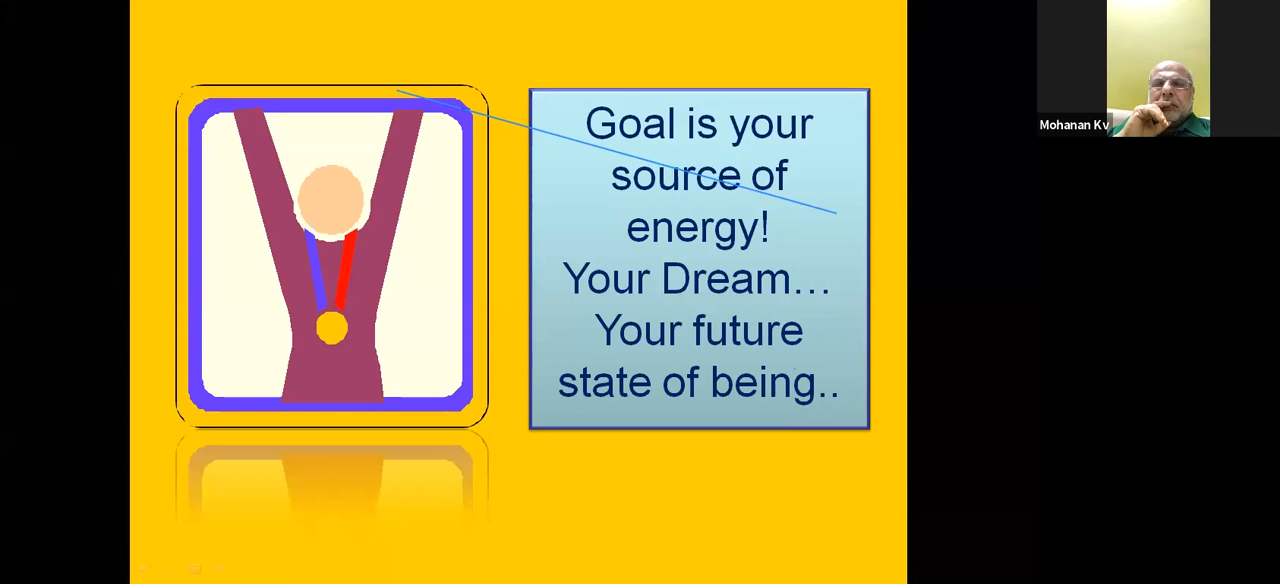 Goal is your
source of
energy!
Your Dream...
Your future
state of being..
Mohanan Kv